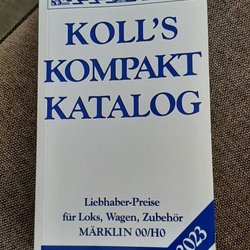 KOLL'S
KOMPAKT
KATALOG
Liebhaber-Preise
für Loks, Wagen, Zubehör
MÄRKLIN 00/H0
2023